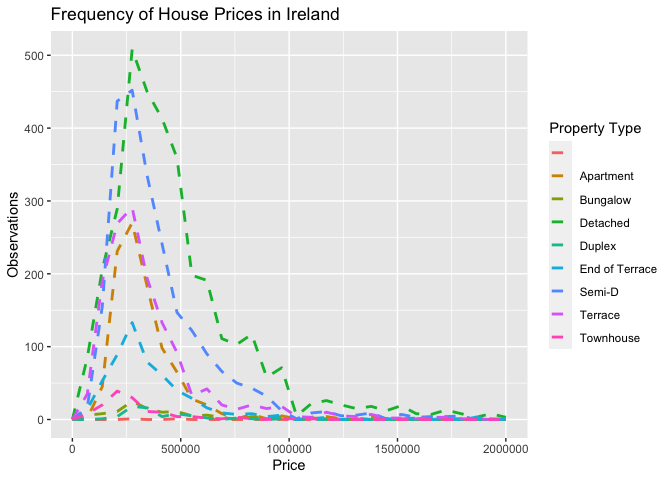 Frequency of House Prices in Ireland
500
400
300
200
100
0
Observations
0
500000
1000000
1500000
2000000
Price
Property Type
Apartment
Bungalow
Detached
Duplex
End of Terrace
Semi-D
Terrace
Townhouse